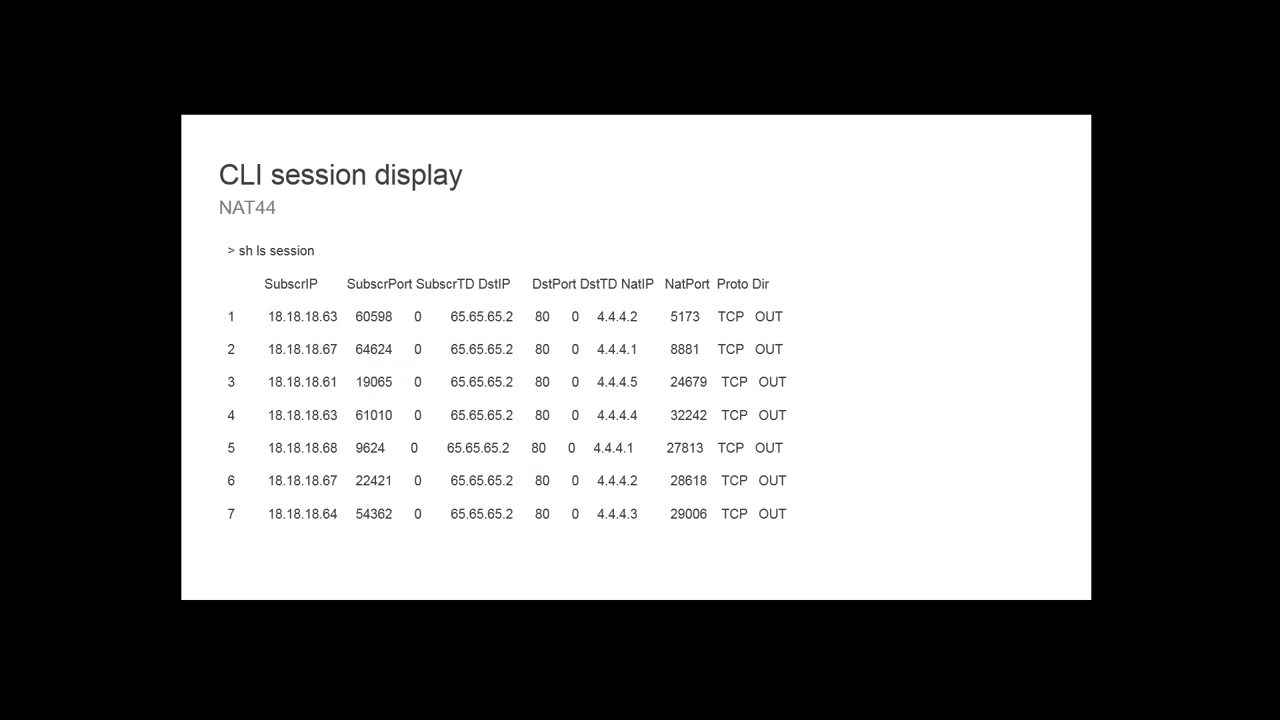 CLI session display
NAT44
> sh ls session
SubscrIP SubscrPort SubscrTD DstIP DstPort DstTD NatIP NatPort Proto Dir
1 18.18.18.63 60598 0 65.65.65.2 80 0 4.4.4.2 5173 TCP OUT
2 18.18.18.67 64624 0 65.65.65.2 80 0 4.4.4.1 8881 TCP OUT
3 18.18.18.61 19065 0 65.65.65.2 80 0 4.4.4.5 24679 TCP OUT
4 18.18.18.63 61010 0 65.65.65.2 80 0 4.4.4.4 32242 TCP OUT
5 18.18.18.68 9624 0 65.65.65.2 80 0 4.4.4.1 27813 TCP OUT
6 18.18.18.67 22421 0 65.65.65.2 80 0 4.4.4.2 28618 TCP OUT
7 18.18.18.64 54362 0 65.65.65.2 80 0 4.4.4.3 29006 TCP OUT